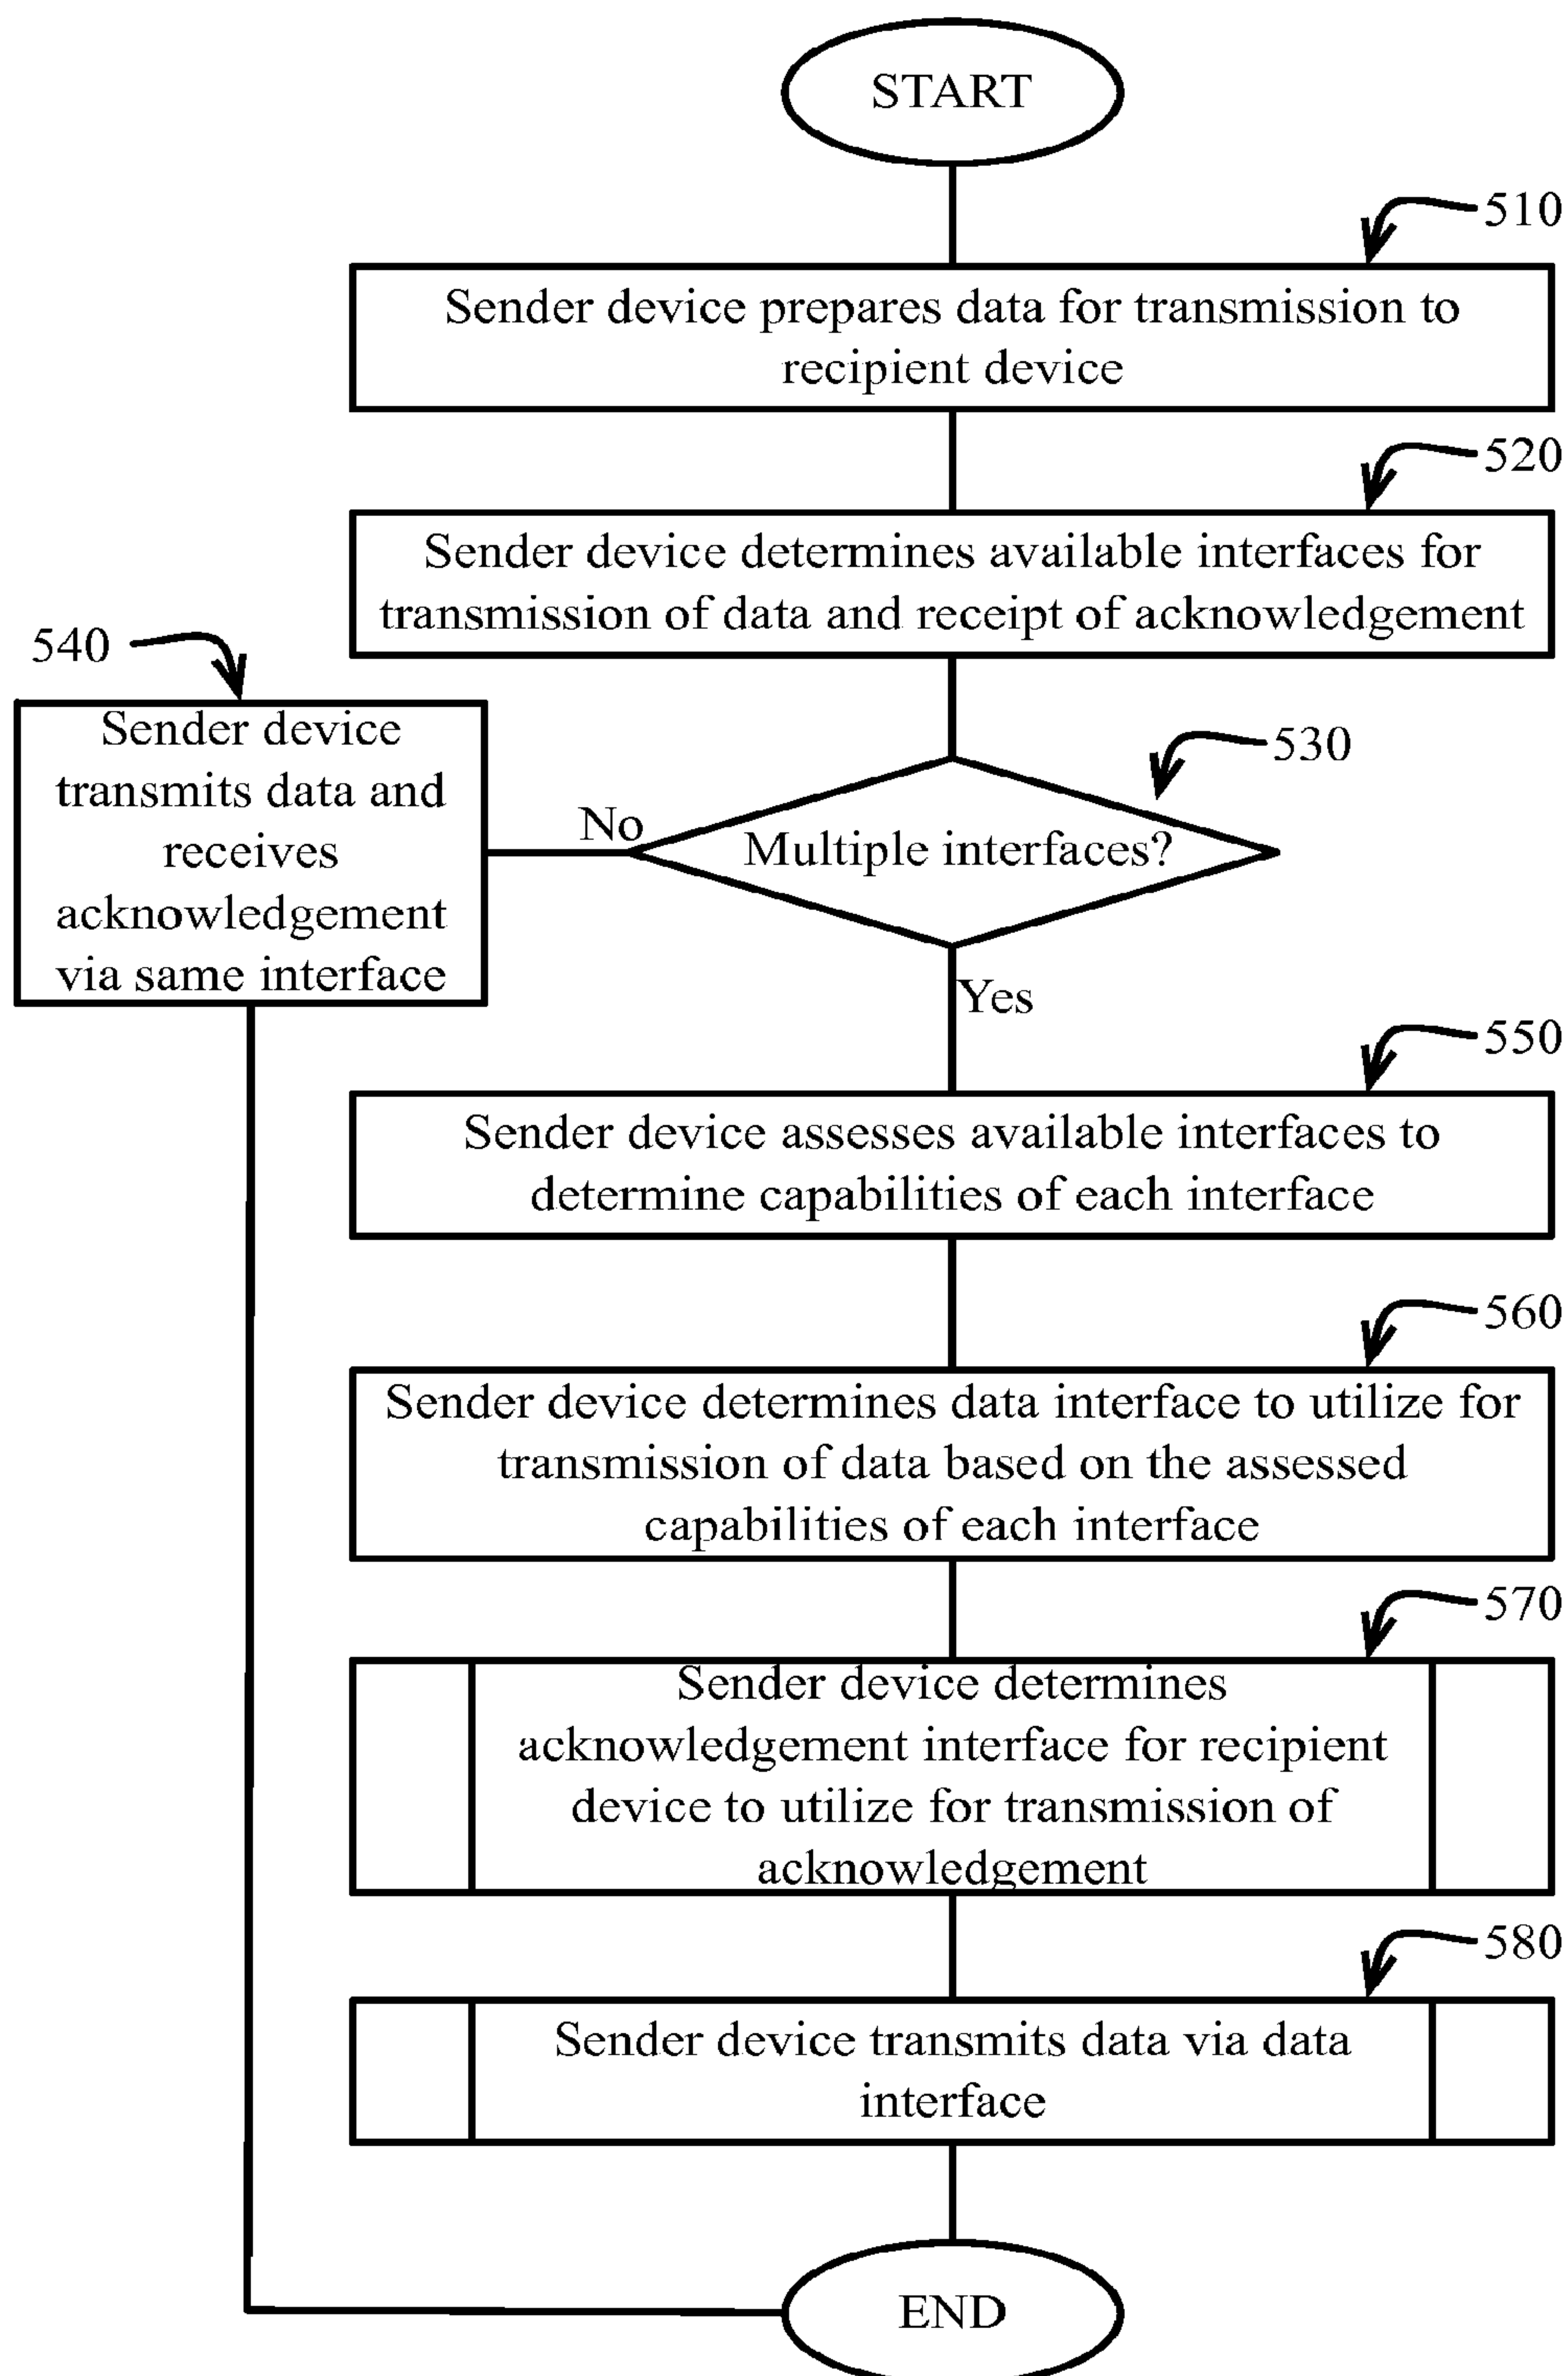 START
510
Sender device prepares data for transmission to
recipient device
520
Sender device determines available interfaces for
transmission of data and receipt of acknowledgement
540
Sender device
transmits data and
receives
acknowledgement
via same interface
530
No
Multiple interfaces?
Yes
550
Sender device assesses available interfaces to
determine capabilities of each interface
560
Sender device determines data interface to utilize for
transmission of data based on the assessed
capabilities of each interface
570
Sender device determines
acknowledgement interface for recipient
device to utilize for transmission of
acknowledgement
580
Sender device transmits data via data
interface
END